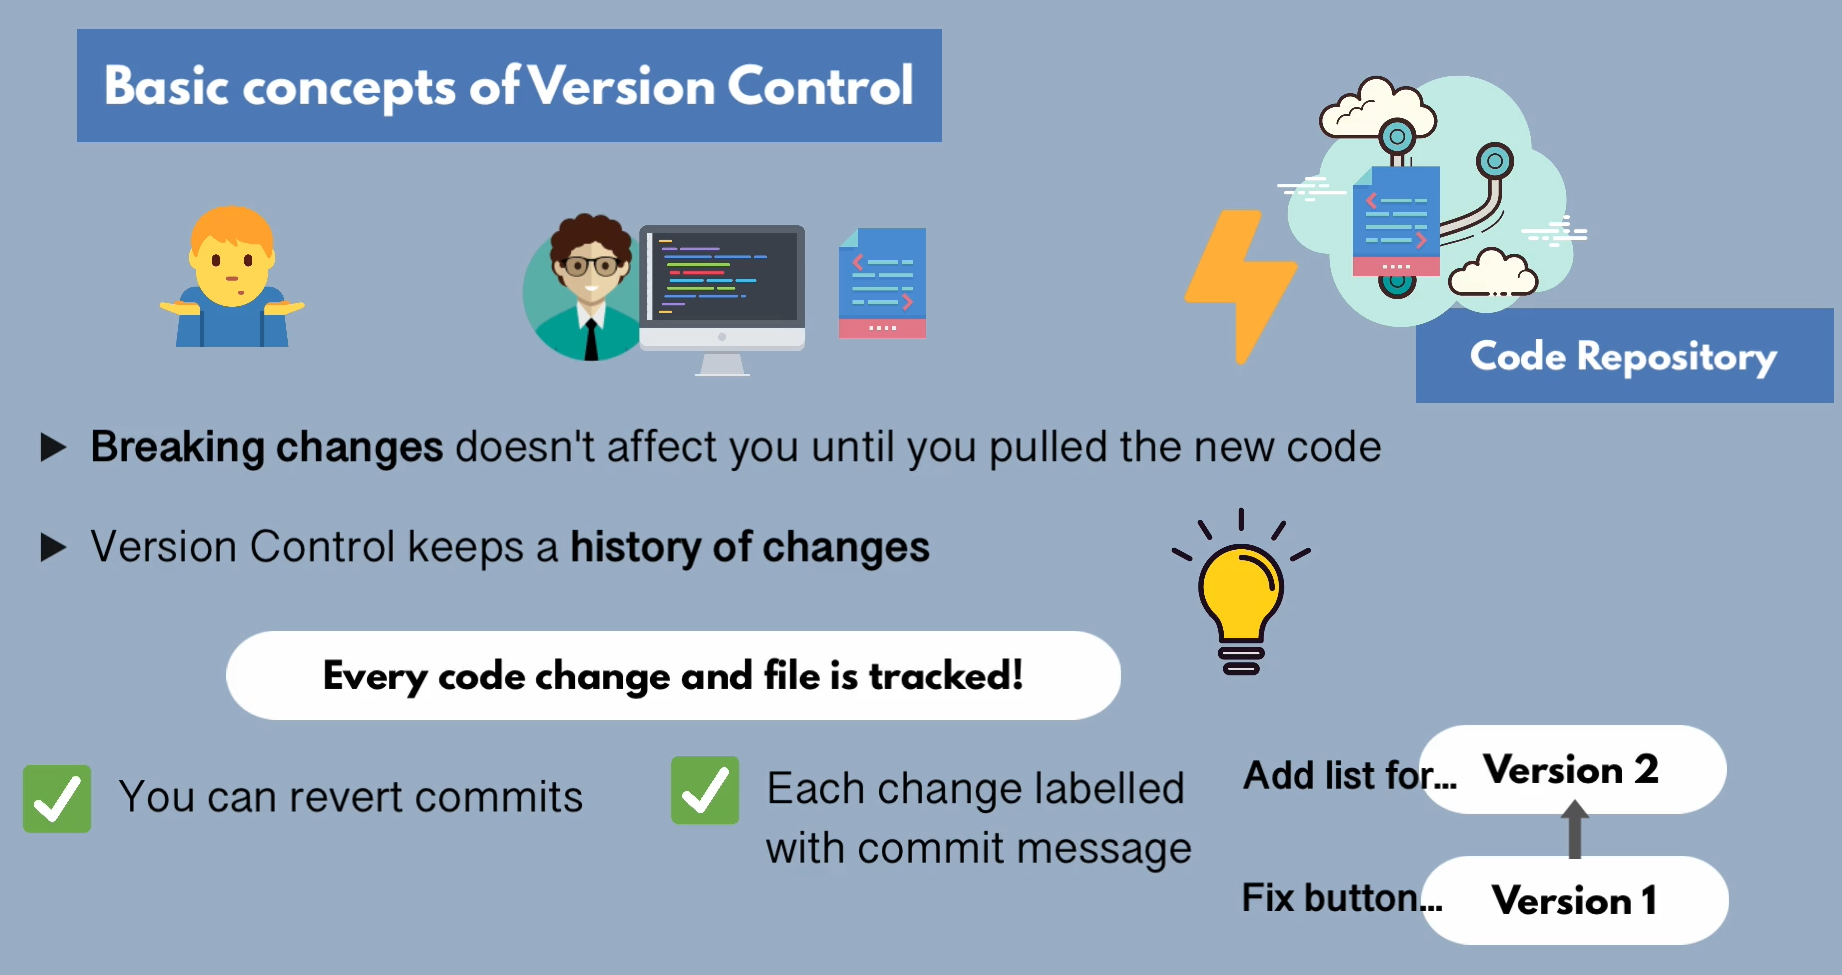 Basic concepts of Version Control
Code Repository
Breaking changes doesn't affect you until you pulled the new code
Version Control keeps a history of changes
Every code change and file is tracked!
You can revert commits
Each change labelled
with commit message
Add list for...
Version 2
Fix button...
Version 1